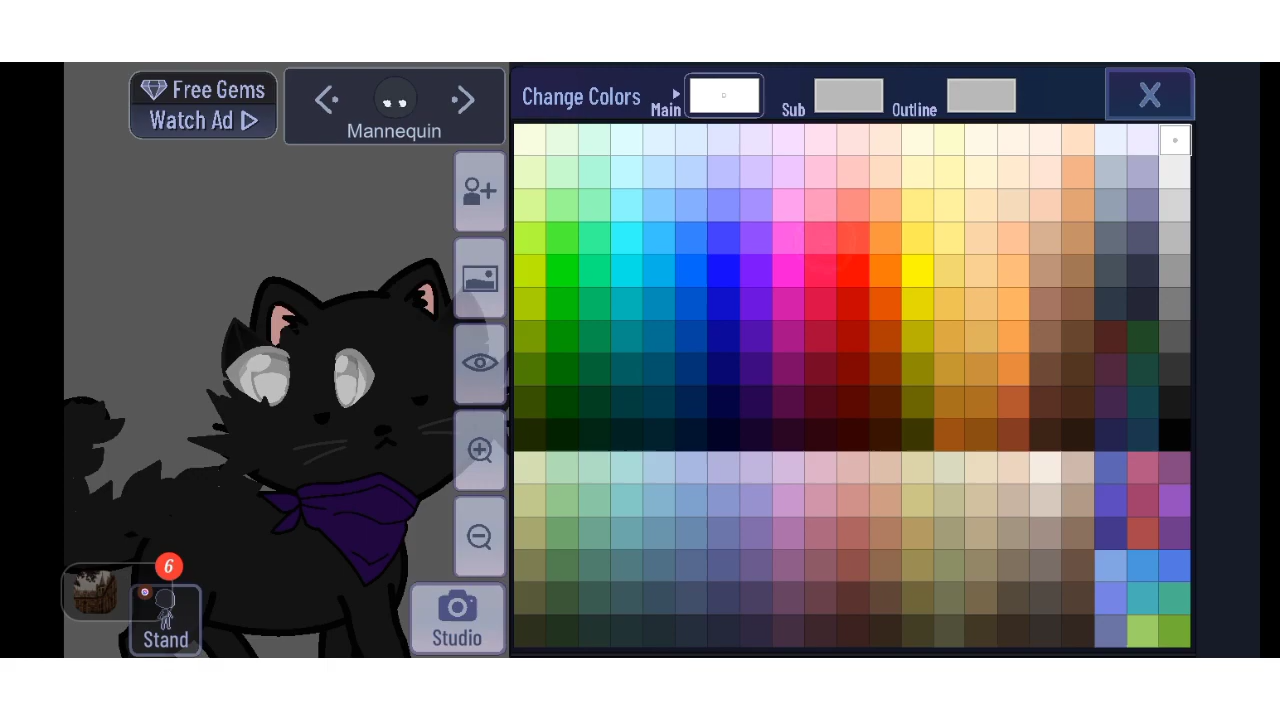 Free Gems
Watch Ad
Mannequin
Change Colors
Main
Sub
Outline
X
6
Stand
Studio